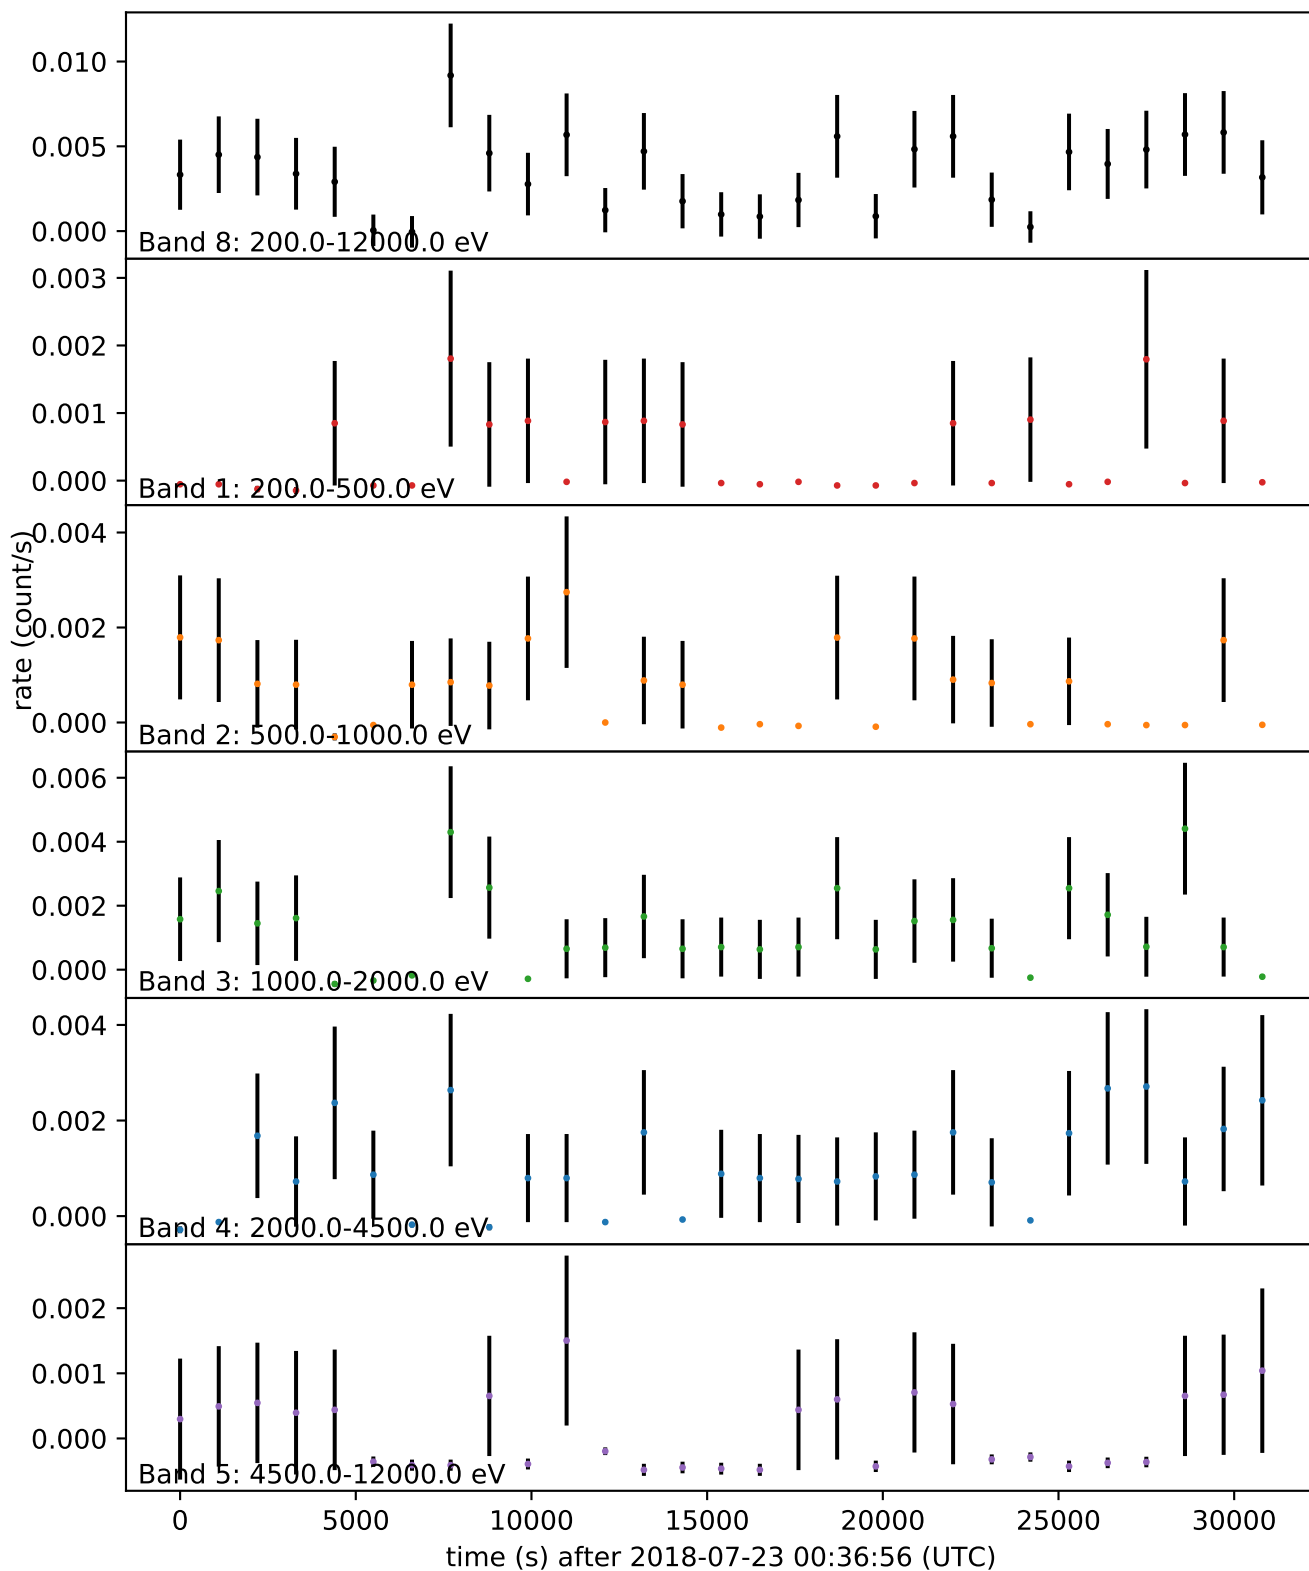 0.010
0.005
0.000
Band 8: 200.0-12000.0 eV
0.003
0.002
0.001
0.000
Band 1: 200.0-500.0 eV
rate (count/s)
0.004
0.002
0.000
Band 2: 500.0-1000.0 eV
0.006
0.004
0.002
0.000
Band 3: 1000.0-2000.0 eV
0.004
0.002
0.000
Band 4: 2000.0-4500.0 eV
0.002
0.001
0.000
Band 5: 4500.0-12000.0 eV
0 5000 10000 15000 20000 25000 30000
time (s) after 2018-07-23 00:36:56 (UTC)